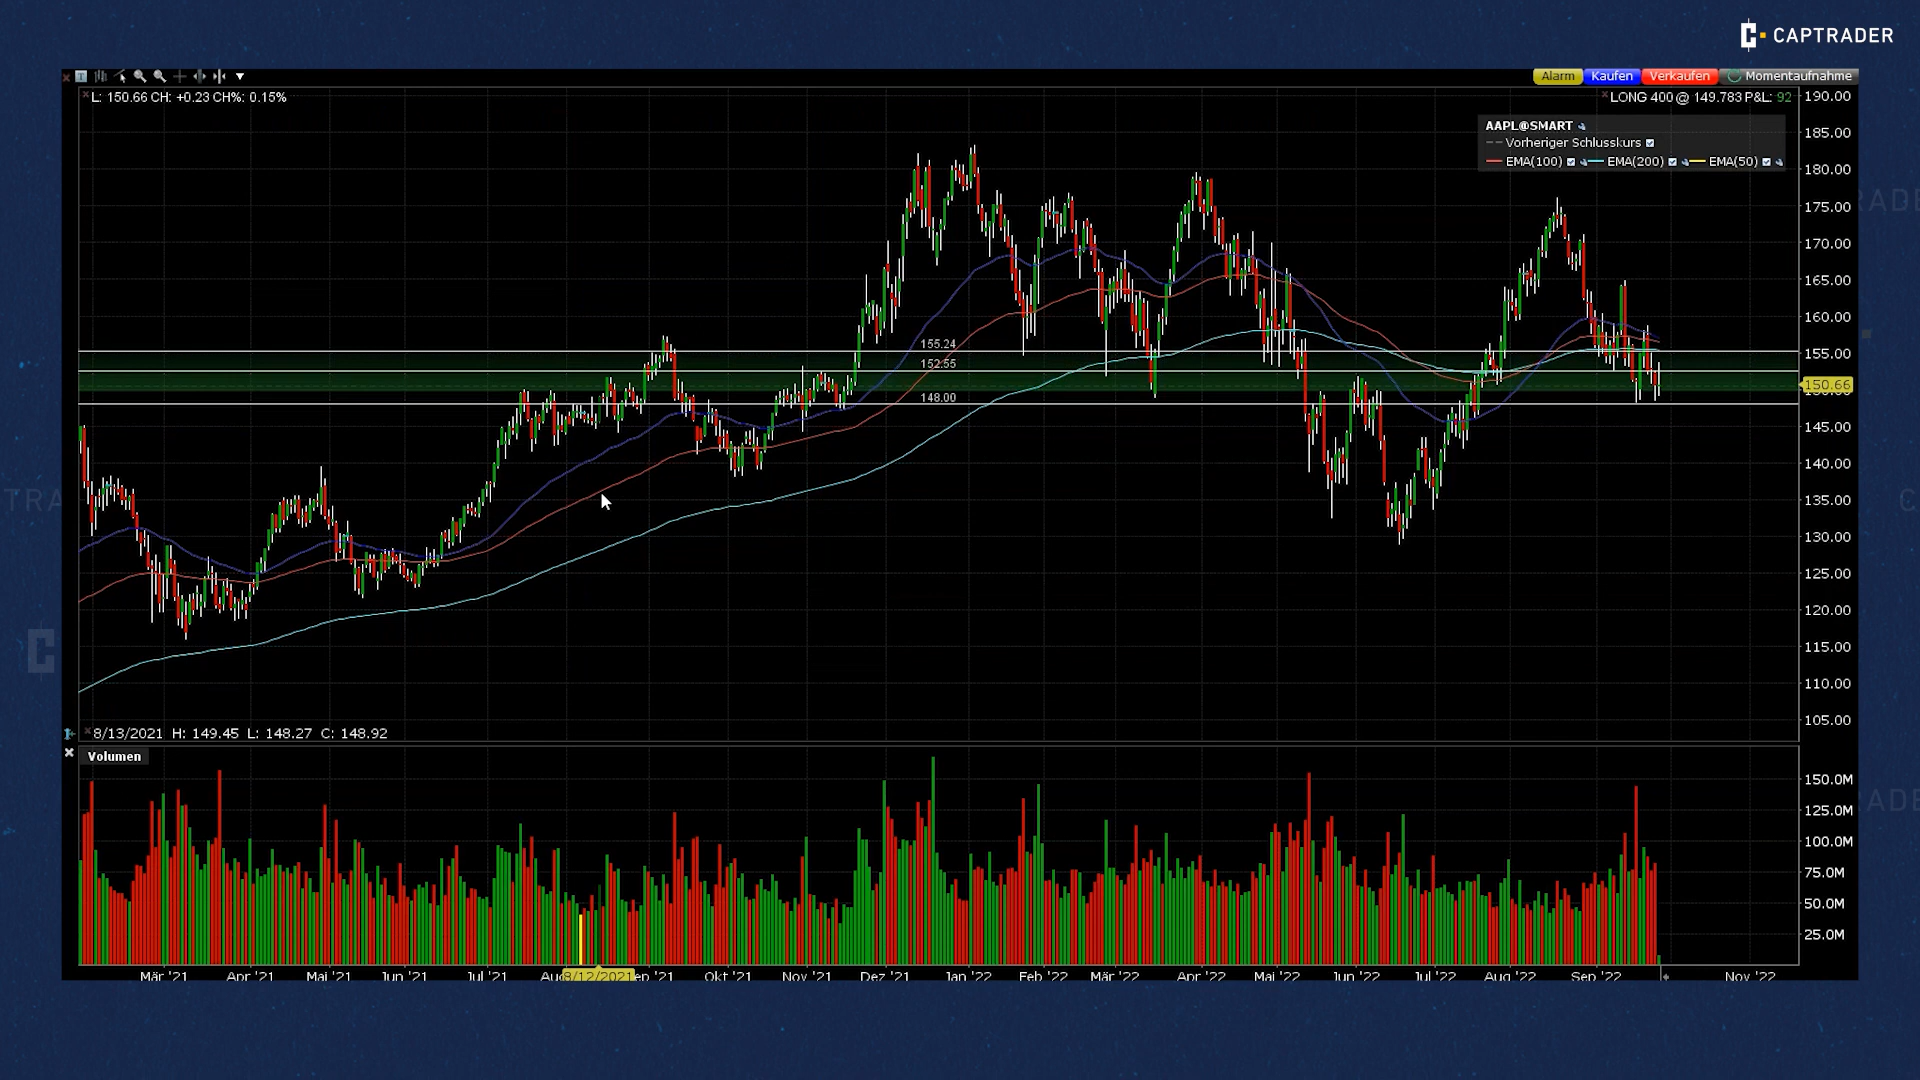 CAPTRADER
Alarm Kaufen Verkaufen Momentaufnahme
L: 150.66 CH: +0.23 CH%: 0.15%
LONG 400@ 149.783 P&L: 92
AAPL@SMART
Vorheriger Schlusskurs
EMA(100) EMA(200) EMA(50)
190.00
185.00
180.00
175.00
170.00
165.00
160.00
155.00
150.66
145.00
140.00
135.00
130.00
125.00
120.00
115.00
110.00
105.00
155.24
152.55
148.00
8/13/2021 H: 149.45 L: 148.27 C: 148.92
Volumen
150.0M
125.0M
100.0M
75.0M
50.0M
25.0M
Mär '21 Apr '21 Mai '21 Jun '21 Jul '21 Aug 8/12/2021 ep '21 Okt '21 Nov '21 Dez '21 Jan '22 Feb '22 Mär '22 Apr '22 Mai '22 Jun '22 Jul '22 Aug '22 Sep '22 Nov '22